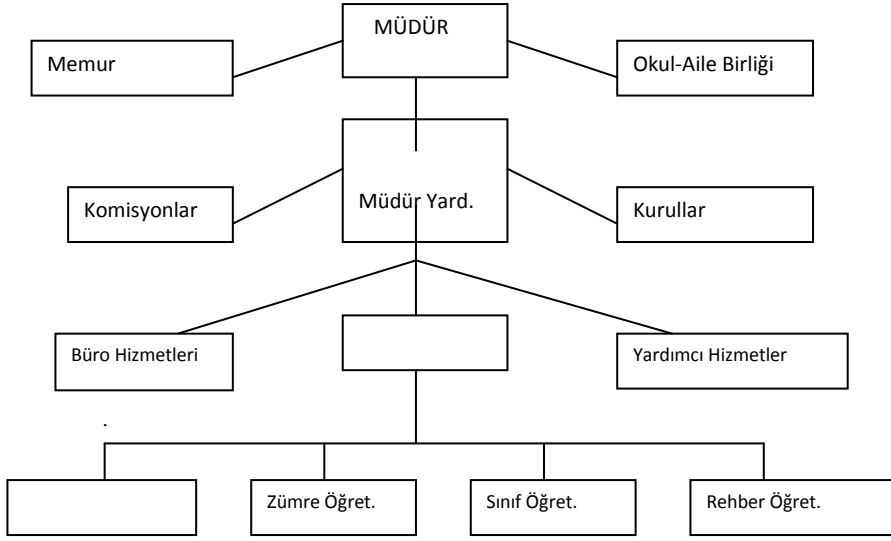 MÜDÜR
Memur
Okul-Aile Birliği
Müdür Yard.
Komisyonlar
Kurullar
Büro Hizmetleri
Yardımcı Hizmetler
.
Zümre Öğret.
Sınıf Öğret.
Rehber Öğret.